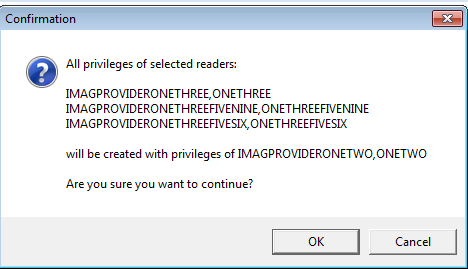 Confirmation
All privileges of selected readers:
IMAGPROVIDERONETHREE,ONETHREE
IMAGPROVIDERONETHREEFIVENINE,ONETHREEFIVENINE
IMAGPROVIDERONETHREEFIVESIX,ONETHREEFIVESIX
will be created with privileges of IMAGPROVIDERONETWO,ONETWO
Are you sure you want to continue?
OK
Cancel